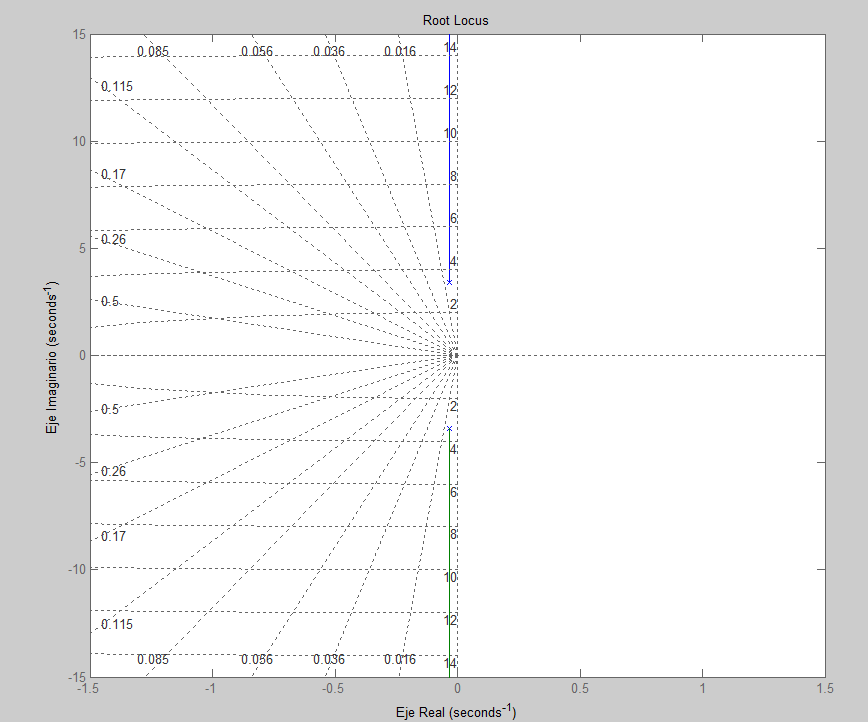 Root Locus
15
0.085 0.056 0.036 0.016 14
0.115 12
10 10
0.17 8
6
0.26
5 4
0.5 2
0
0.5 2
4
-5 0.26
6
0.17 8
-10 10
0.115 12
0.085 0.056 0.036 0.016 14
-15
-1.5 -1 -0.5 0 0.5 1 1.5
Eje Real (seconds⁻¹)
Eje Imaginario (seconds⁻¹)